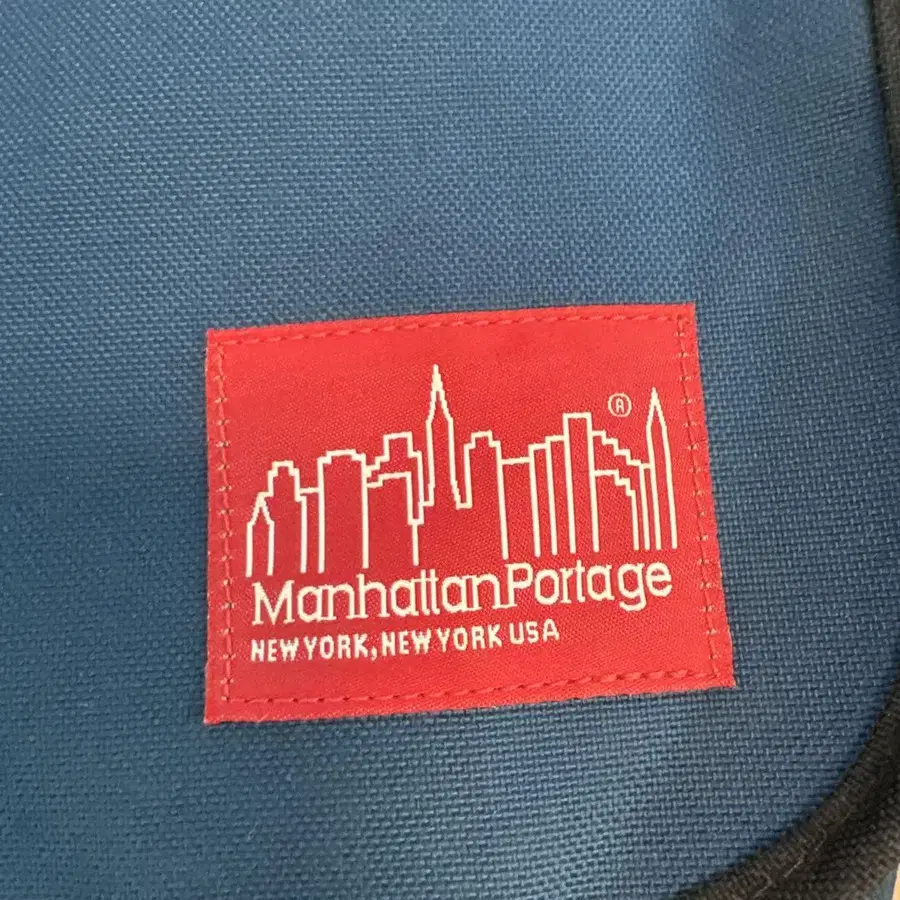 ®
ManhattanPortage
NEW YORK, NEW YORK USA